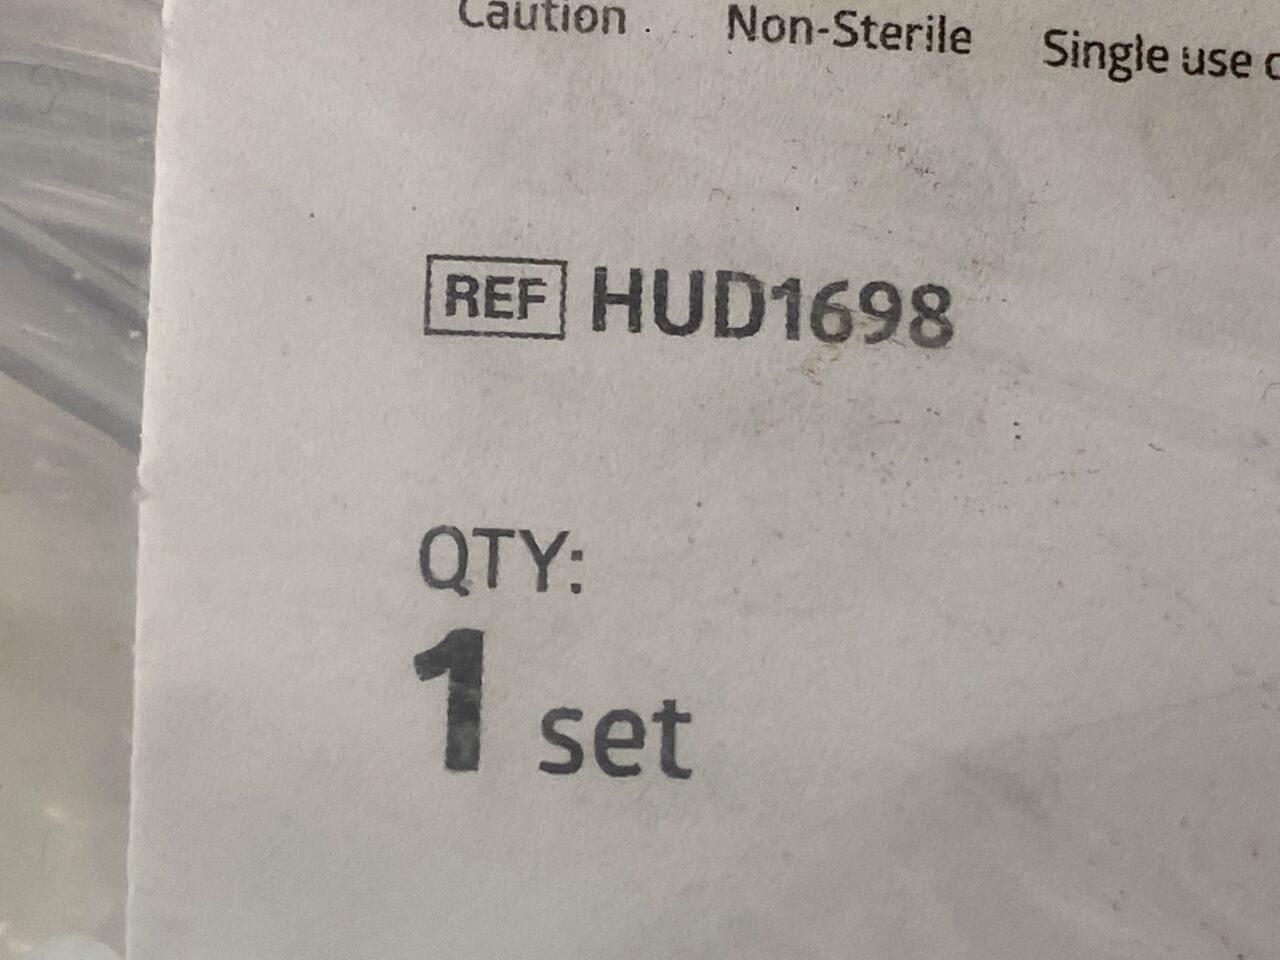 Caution Non-Sterile Single use
REF HUD1698
QTY:
1 set